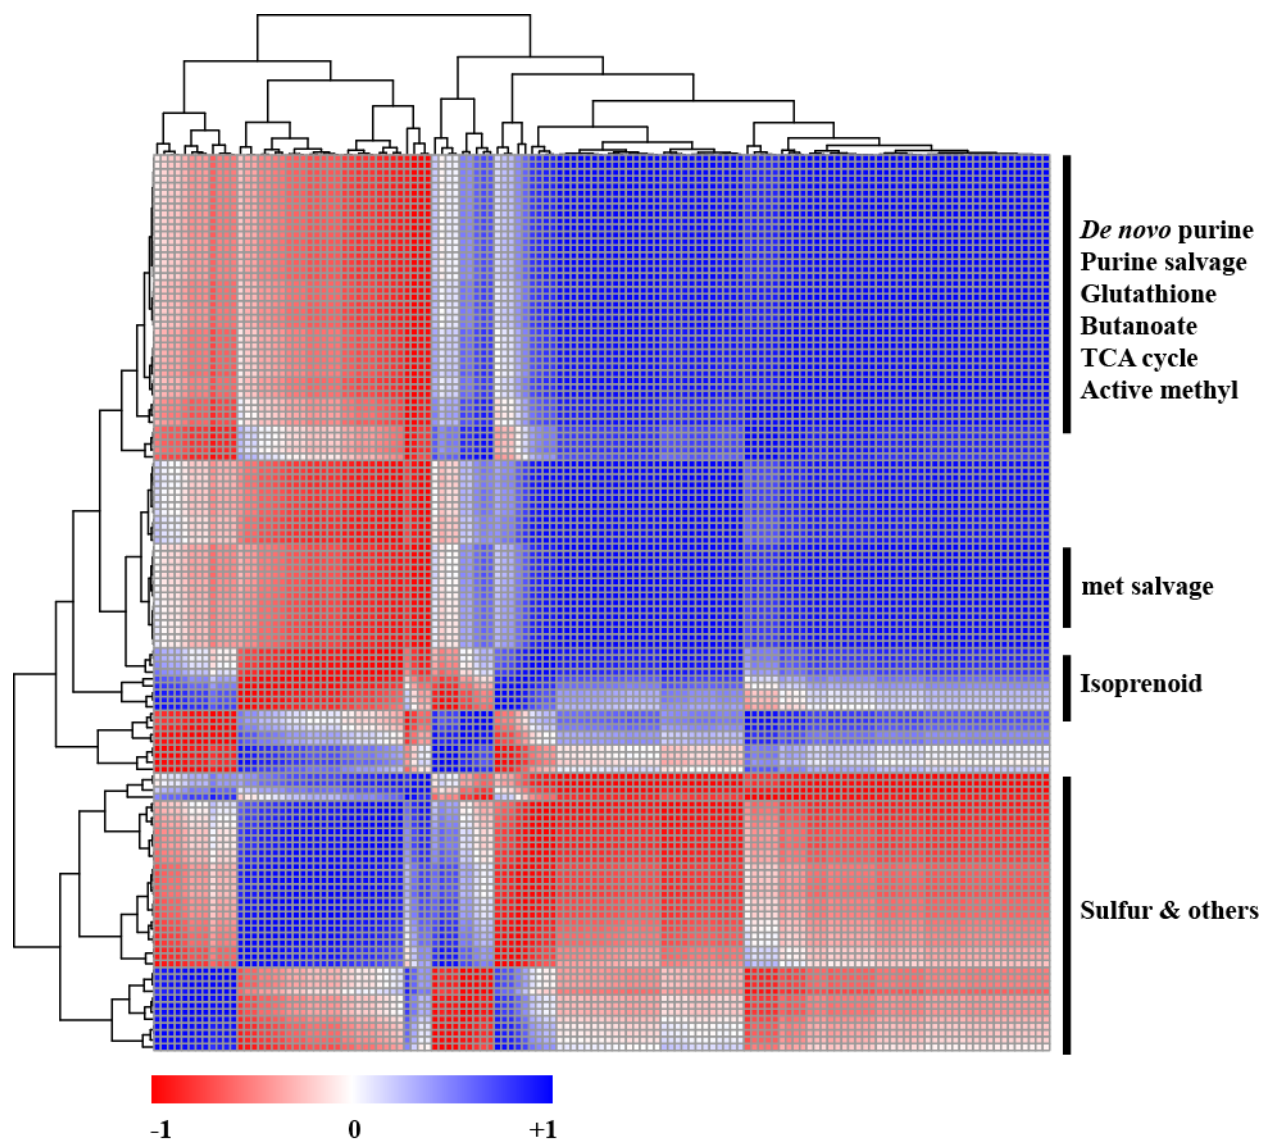 De novo purine
Purine salvage
Glutathione
Butanoate
TCA cycle
Active methyl
met salvage
Isoprenoid
Sulfur & others
-1 0 +1